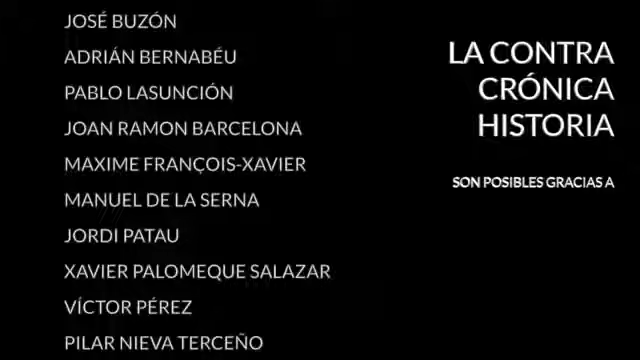 JOSÉ BUZÓN
ADRIÁN BERNABÉU
PABLO LASUNCIÓN
JOAN RAMON BARCELONA
MAXIME FRANÇOIS-XAVIER
MANUEL DE LA SERNA
JORDI PATAU
XAVIER PALOMEQUE SALAZAR
VÍCTOR PÉREZ
PILAR NIEVA TERCEÑO
LA CONTRA
CRÓNICA
HISTORIA
SON POSIBLES GRACIAS A